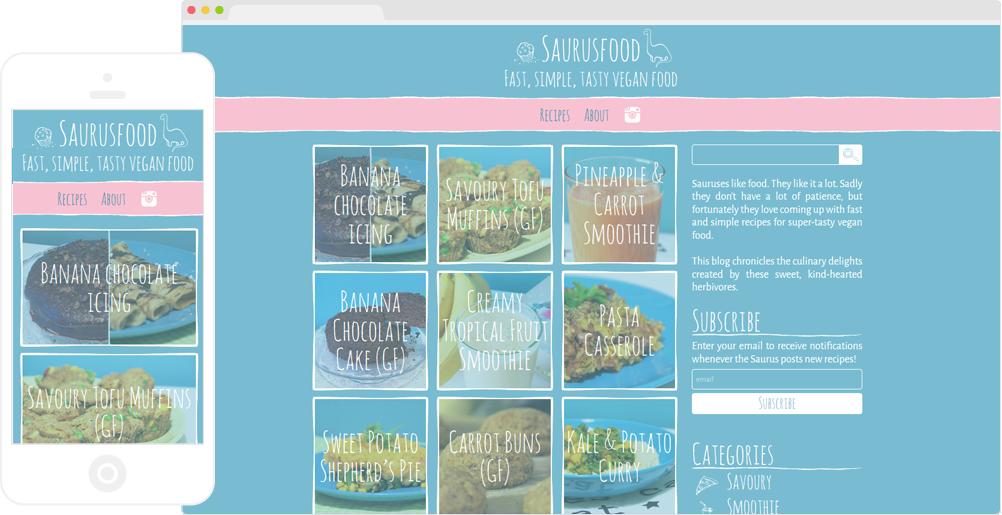 Saurusfood
Fast, simple, tasty vegan food
Recipes About
Banana chocolate
icing
Savoury Tofu Muffins
(GF)
Saurusfood
Fast, simple, tasty vegan food
Recipes About
Banana
chocolate
icing
Savoury Tofu
Muffins (GF)
Pineapple &
Carrot
Smoothie
Banana
Chocolate
Cake (GF)
Creamy
Tropical Fruit
Smoothie
Pasta
Casserole
Sweet Potato
Shepherd's Pie
Carrot Buns
(GF)
Kale & Potato
Curry
Sauruses like food. They like it a lot. Sadly
they don't have a lot of patience, but
fortunately they love coming up with fast
and simple recipes for super-tasty vegan
food.
This blog chronicles the culinary delights
created by these sweet, kind-hearted
herbivores.
Subscribe
Enter your email to receive notifications
whenever the Saurus posts new recipes!
email
Subscribe
Categories
Savoury
Smoothie